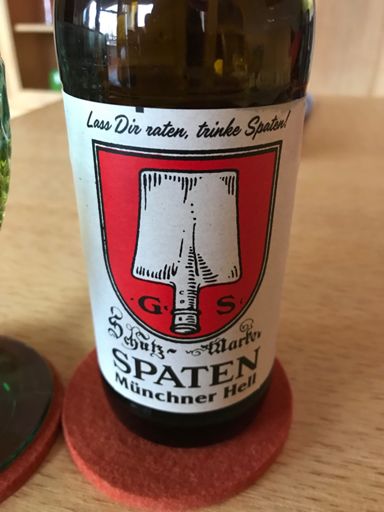 Lass Dir raten, trinke Spaten!
· G · S ·
Schutz-Marke
SPATEN
Münchner Hell